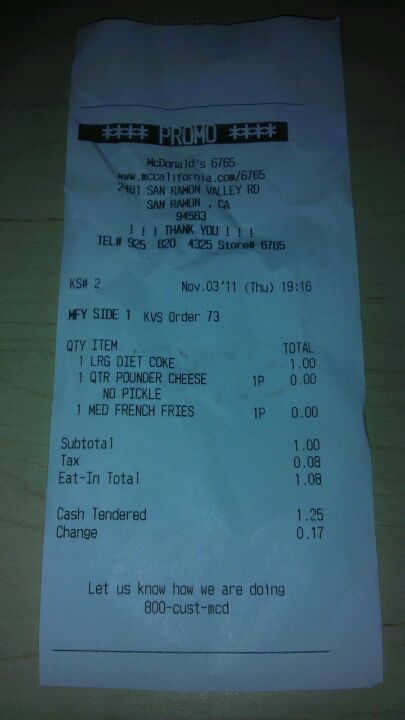 **** PROMO ****
McDonald's 6765
www.mccalifornia.com/6765
2481 SAN RAMON VALLEY RD
SAN RAMON , CA
94583
! ! ! THANK YOU ! ! !
TEL# 925 820 4325 Store# 6765
KS# 2 Nov.03'11 (Thu) 19:16
MFY SIDE 1 KVS Order 73
QTY ITEM TOTAL
1 LRG DIET COKE 1.00
1 QTR POUNDER CHEESE 1P 0.00
NO PICKLE
1 MED FRENCH FRIES 1P 0.00
Subtotal 1.00
Tax 0.08
Eat-In Total 1.08
Cash Tendered 1.25
Change 0.17
Let us know how we are doing
800-cust-mcd